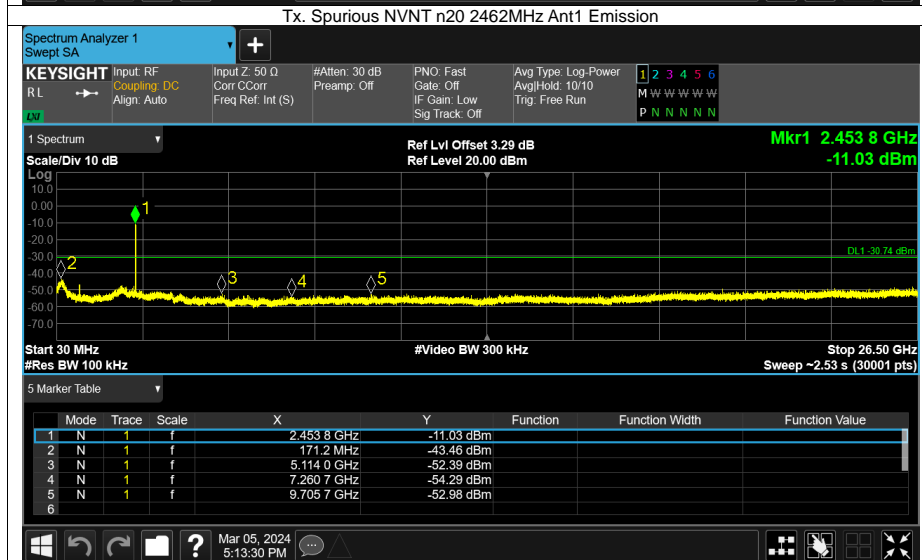 Tx. Spurious NVNT n20 2462MHz Ant1 Emission
Spectrum Analyzer 1
Swept SA
+
KEYSIGHT Input: RF Input Z: 50 Ω #Atten: 30 dB PNO: Fast Avg Type: Log-Power 1 2 3 4 5 6
RL Coupling: DC Corr CCorr Preamp: Off Gate: Off Avg|Hold: 10/10 M W W W W W
Align: Auto Freq Ref: Int (S) IF Gain: Low Trig: Free Run
LXI Sig Track: Off P N N N N N
1 Spectrum Ref Lvl Offset 3.29 dB Mkr1 2.453 8 GHz
Scale/Div 10 dB Ref Level 20.00 dBm -11.03 dBm
Log
10.0
0.00 1
-10.0
-20.0
-30.0 DL1 -30.74 dBm
-40.0 2 3 4 5
-50.0
-60.0
-70.0
Start 30 MHz #Video BW 300 kHz Stop 26.50 GHz
#Res BW 100 kHz Sweep ~2.53 s (30001 pts)
5 Marker Table
Mode Trace Scale X Y Function Function Width Function Value
1 N 1 f 2.453 8 GHz -11.03 dBm
2 N 1 f 171.2 MHz -43.46 dBm
3 N 1 f 5.114 0 GHz -52.39 dBm
4 N 1 f 7.260 7 GHz -54.29 dBm
5 N 1 f 9.705 7 GHz -52.98 dBm
6
? Mar 05, 2024
5:13:30 PM